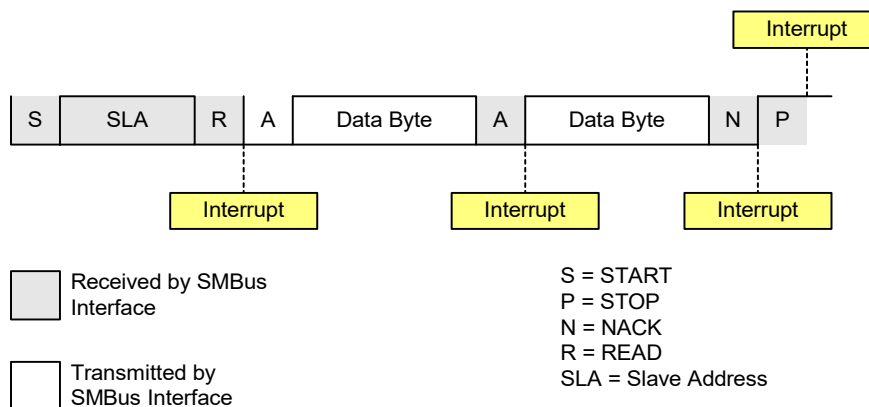 Interrupt
S SLA R A Data Byte A Data Byte N P
Interrupt Interrupt Interrupt
Received by SMBus
Interface
Transmitted by
SMBus Interface
S = START
P = STOP
N = NACK
R = READ
SLA = Slave Address